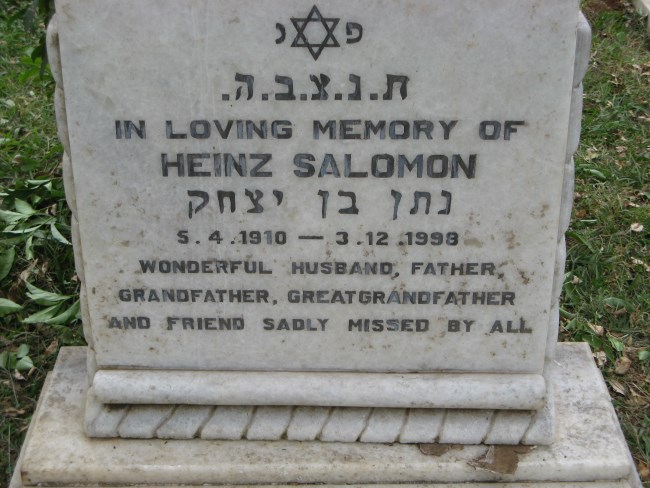 פ ✡ נ
ת.נ.צ.ב.ה.
IN LOVING MEMORY OF
HEINZ SALOMON
נתן בן יצחק
5.4.1910 — 3.12.1998
WONDERFUL HUSBAND, FATHER,
GRANDFATHER, GREATGRANDFATHER
AND FRIEND SADLY MISSED BY ALL